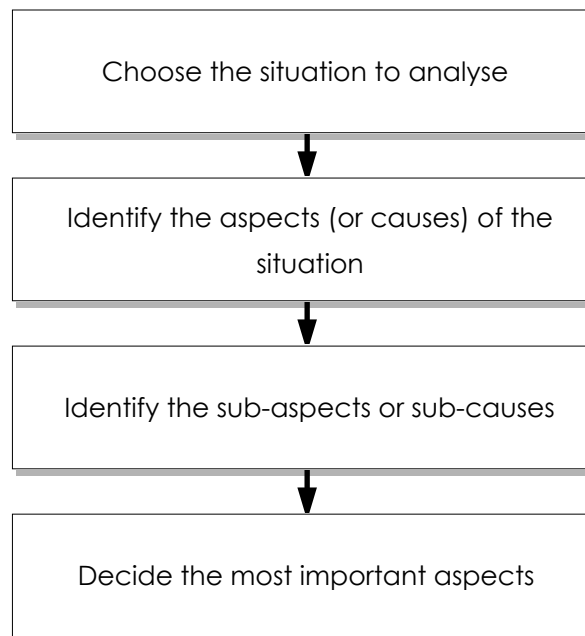 Choose the situation to analyse
Identify the aspects (or causes) of the
situation
Identify the sub-aspects or sub-causes
Decide the most important aspects